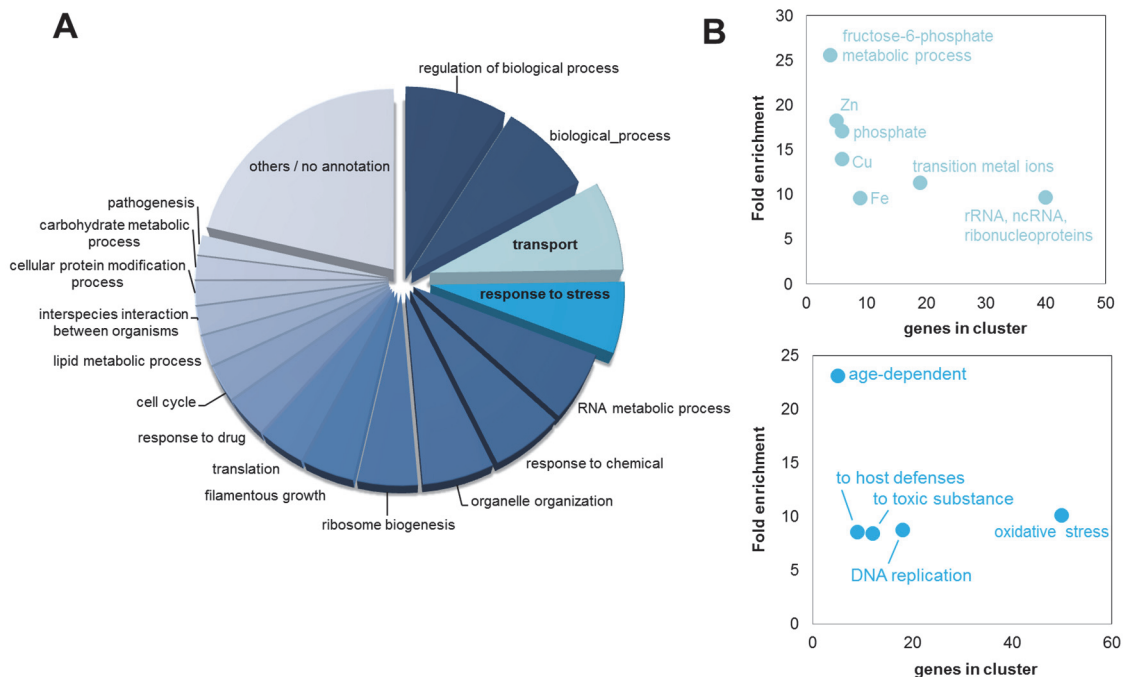 A
regulation of biological process
biological_process
transport
response to stress
RNA metabolic process
response to chemical
organelle organization
ribosome biogenesis
filamentous growth
translation
response to drug
cell cycle
lipid metabolic process
interspecies interaction
between organisms
cellular protein modification
process
carbohydrate metabolic
process
pathogenesis
others / no annotation
B
Fold enrichment
30
25
20
15
10
5
0
fructose-6-phosphate
metabolic process
Zn
phosphate
Cu
transition metal ions
Fe
rRNA, ncRNA,
ribonucleoproteins
0 10 20 30 40 50
genes in cluster
Fold enrichment
25
20
15
10
5
0
age-dependent
to host defenses
to toxic substance
oxidative stress
DNA replication
0 20 40 60
genes in cluster